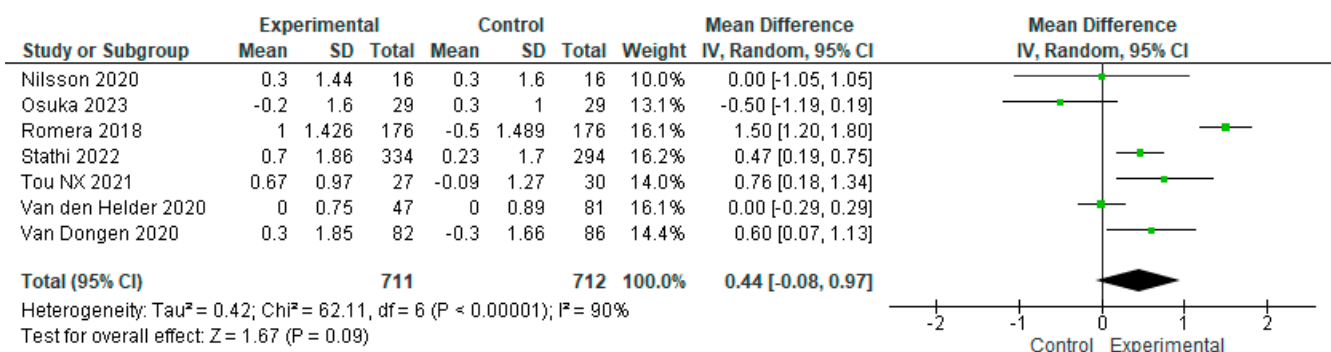 Experimental Control Mean Difference Mean Difference
Study or Subgroup Mean SD Total Mean SD Total Weight IV, Random, 95% CI IV, Random, 95% CI
Nilsson 2020 0.3 1.44 16 0.3 1.6 16 10.0% 0.00 [-1.05, 1.05]
Osuka 2023 -0.2 1.6 29 0.3 1 29 13.1% -0.50 [-1.19, 0.19]
Romera 2018 1 1.426 176 -0.5 1.489 176 16.1% 1.50 [1.20, 1.80]
Stathi 2022 0.7 1.86 334 0.23 1.7 294 16.2% 0.47 [0.19, 0.75]
Tou NX 2021 0.67 0.97 27 -0.09 1.27 30 14.0% 0.76 [0.18, 1.34]
Van den Helder 2020 0 0.75 47 0 0.89 81 16.1% 0.00 [-0.29, 0.29]
Van Dongen 2020 0.3 1.85 82 -0.3 1.66 86 14.4% 0.60 [0.07, 1.13]
Total (95% CI) 711 712 100.0% 0.44 [-0.08, 0.97]
Heterogeneity: Tau² = 0.42; Chi² = 62.11, df = 6 (P < 0.00001); I² = 90%
Test for overall effect: Z = 1.67 (P = 0.09)
-2 -1 0 1 2
Control Experimental